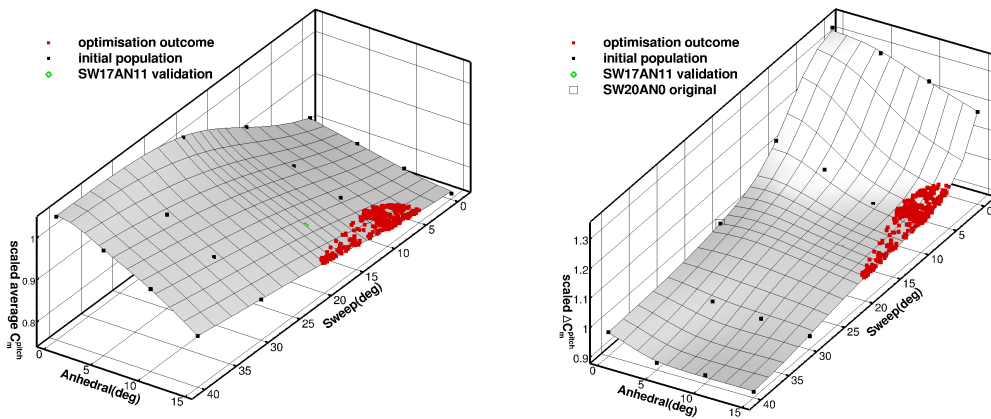 optimisation outcome
initial population
SW17AN11 validation
scaled average C_m^pitch
1
0.9
0.8
0
5
10
15
Anhedral(deg)
0
5
10
15
20
25
30
35
40
Sweep(deg)
optimisation outcome
initial population
SW17AN11 validation
SW20AN0 original
scaled ΔC_m^pitch
1.3
1.2
1.1
1
0.9
0
5
10
15
Anhedral(deg)
0
5
10
15
20
25
30
35
40
Sweep(deg)